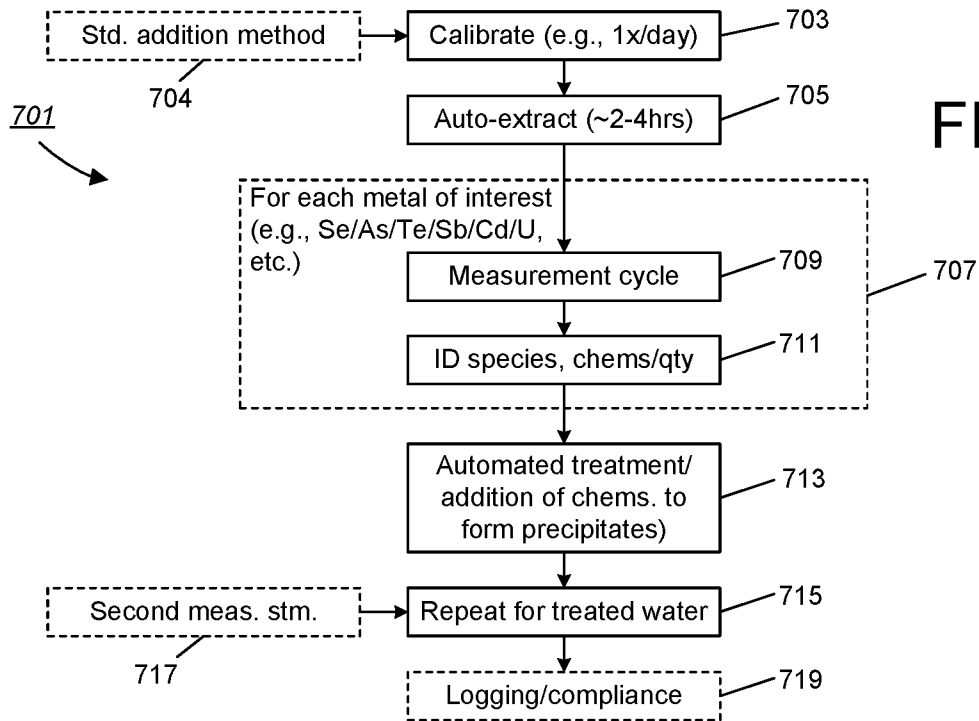 Std. addition method
Calibrate (e.g., 1x/day)
703
704
701
Auto-extract (~2-4hrs)
705
FI
For each metal of interest
(e.g., Se/As/Te/Sb/Cd/U,
etc.)
Measurement cycle
709
707
ID species, chems/qty
711
Automated treatment/
addition of chems. to
form precipitates)
713
Second meas. stm.
Repeat for treated water
715
717
Logging/compliance
719